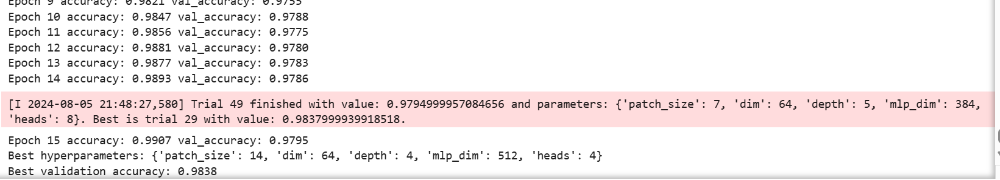 Epoch 9 accuracy: 0.9821 val_accuracy: 0.9755
Epoch 10 accuracy: 0.9847 val_accuracy: 0.9788
Epoch 11 accuracy: 0.9856 val_accuracy: 0.9775
Epoch 12 accuracy: 0.9881 val_accuracy: 0.9780
Epoch 13 accuracy: 0.9877 val_accuracy: 0.9783
Epoch 14 accuracy: 0.9893 val_accuracy: 0.9786
[I 2024-08-05 21:48:27,580] Trial 49 finished with value: 0.9794999957084656 and parameters: {'patch_size': 7, 'dim': 64, 'depth': 5, 'mlp_dim': 384,
'heads': 8}. Best is trial 29 with value: 0.9837999939918518.
Epoch 15 accuracy: 0.9907 val_accuracy: 0.9795
Best hyperparameters: {'patch_size': 14, 'dim': 64, 'depth': 4, 'mlp_dim': 512, 'heads': 4}
Best validation accuracy: 0.9838